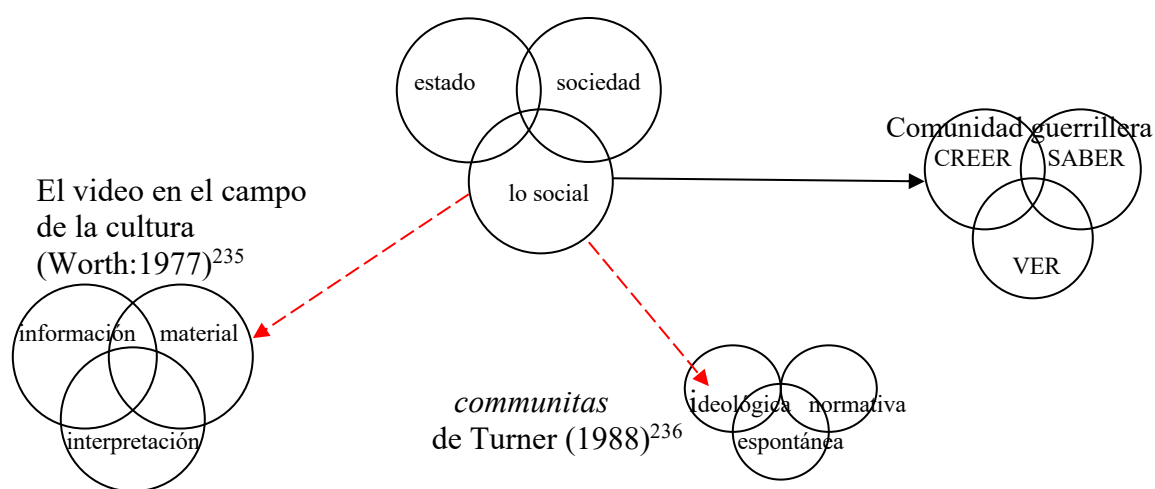 estado
sociedad
lo social
Comunidad guerrillera
CREER
SABER
VER
El video en el campo
de la cultura
(Worth:1977)235
información
material
interpretación
communitas
de Turner (1988)236
ideológica
normativa
espontánea